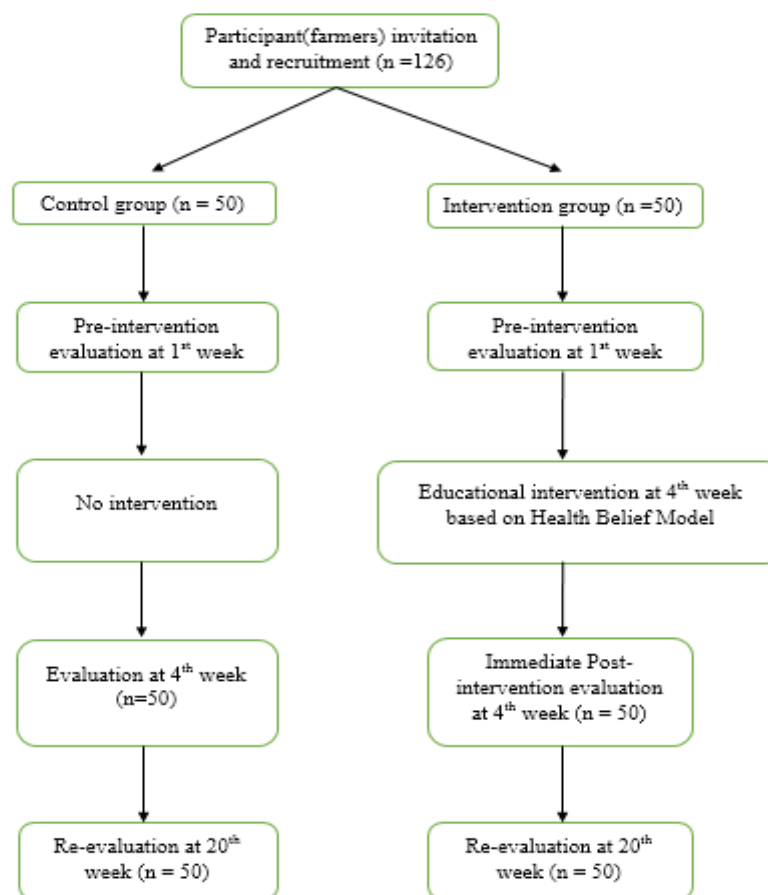 Participant(farmers) invitation
and recruitment (n =126)
Control group (n = 50)
Intervention group (n =50)
Pre-intervention
evaluation at 1st week
Pre-intervention
evaluation at 1st week
No intervention
Educational intervention at 4th week
based on Health Belief Model
Evaluation at 4th week
(n=50)
Immediate Post-
intervention evaluation
at 4th week (n = 50)
Re-evaluation at 20th
week (n = 50)
Re-evaluation at 20th
week (n = 50)